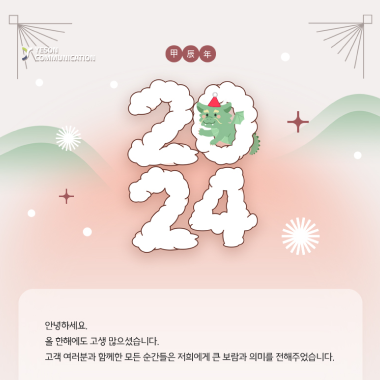 YESON
COMMUNICATION
甲 辰 年
20
24
안녕하세요.
올 한해에도 고생 많으셨습니다.
고객 여러분과 함께한 모든 순간들은 저희에게 큰 보람과 의미를 전해주었습니다.